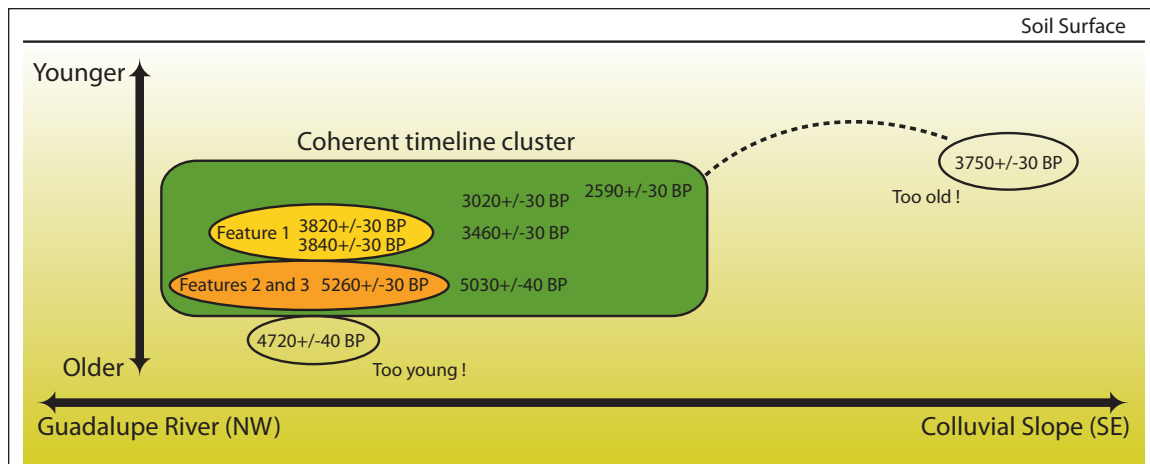 Soil Surface
Younger
Coherent timeline cluster
3750+/-30 BP
Too old !
2590+/-30 BP
3020+/-30 BP
Feature 1 3820+/-30 BP
3840+/-30 BP
3460+/-30 BP
Features 2 and 3 5260+/-30 BP
5030+/-40 BP
4720+/-40 BP
Too young !
Older
Guadalupe River (NW)
Colluvial Slope (SE)